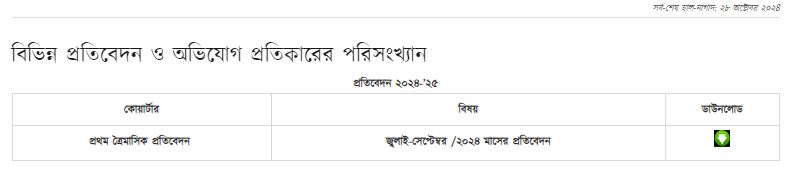 সর্ব-শেষ হাল-নাগাদ: ২৮ অক্টোবর ২০২৪
বিভিন্ন প্রতিবেদন ও অভিযোগ প্রতিকারের পরিসংখ্যান
প্রতিবেদন ২০২৪-'২৫
কোয়ার্টার বিষয় ডাউনলোড
প্রথম ত্রৈমাসিক প্রতিবেদন জুলাই-সেপ্টেম্বর /২০২৪ মাসের প্রতিবেদন